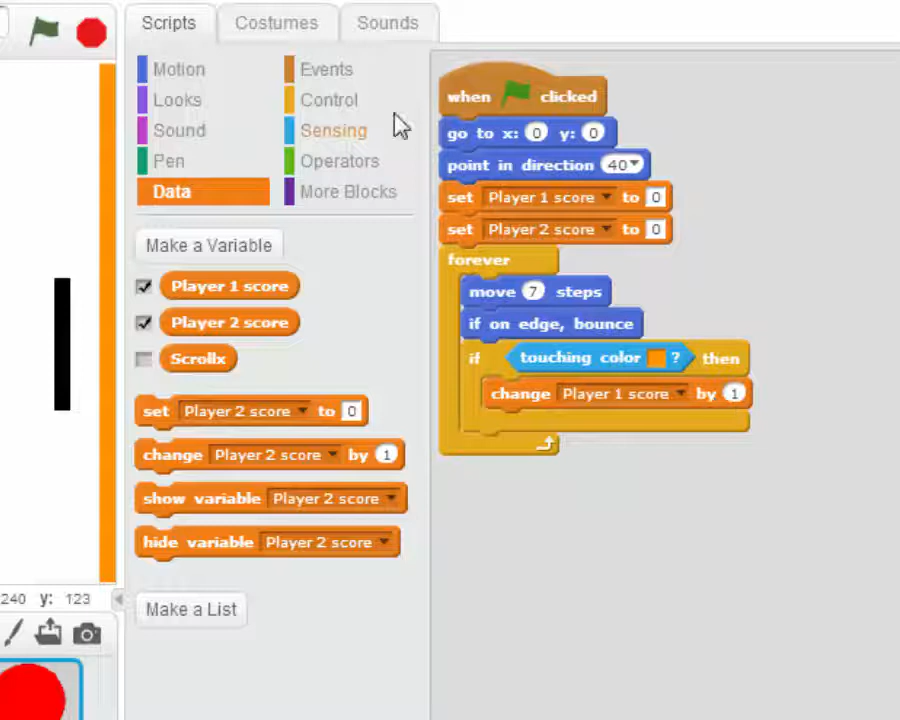 Scripts Costumes Sounds
Motion Events
Looks Control
Sound Sensing
Pen Operators
Data More Blocks
Make a Variable
Player 1 score
Player 2 score
Scrollx
set Player 2 score to 0
change Player 2 score by 1
show variable Player 2 score
hide variable Player 2 score
Make a List
240 y: 123
when clicked
go to x: 0 y: 0
point in direction 40
set Player 1 score to 0
set Player 2 score to 0
forever
move 7 steps
if on edge, bounce
if touching color ? then
change Player 1 score by 1